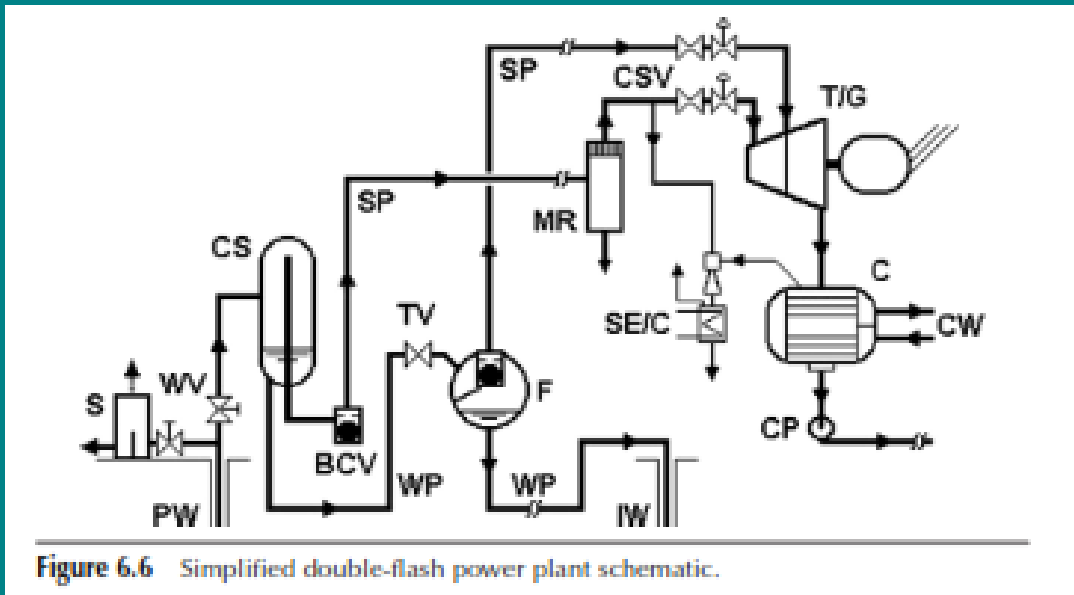 SP
CSV
T/G
SP
MR
CS
C
TV
SE/C
CW
WV
S
F
CP
BCV
WP
WP
PW
IW
Figure 6.6 Simplified double-flash power plant schematic.